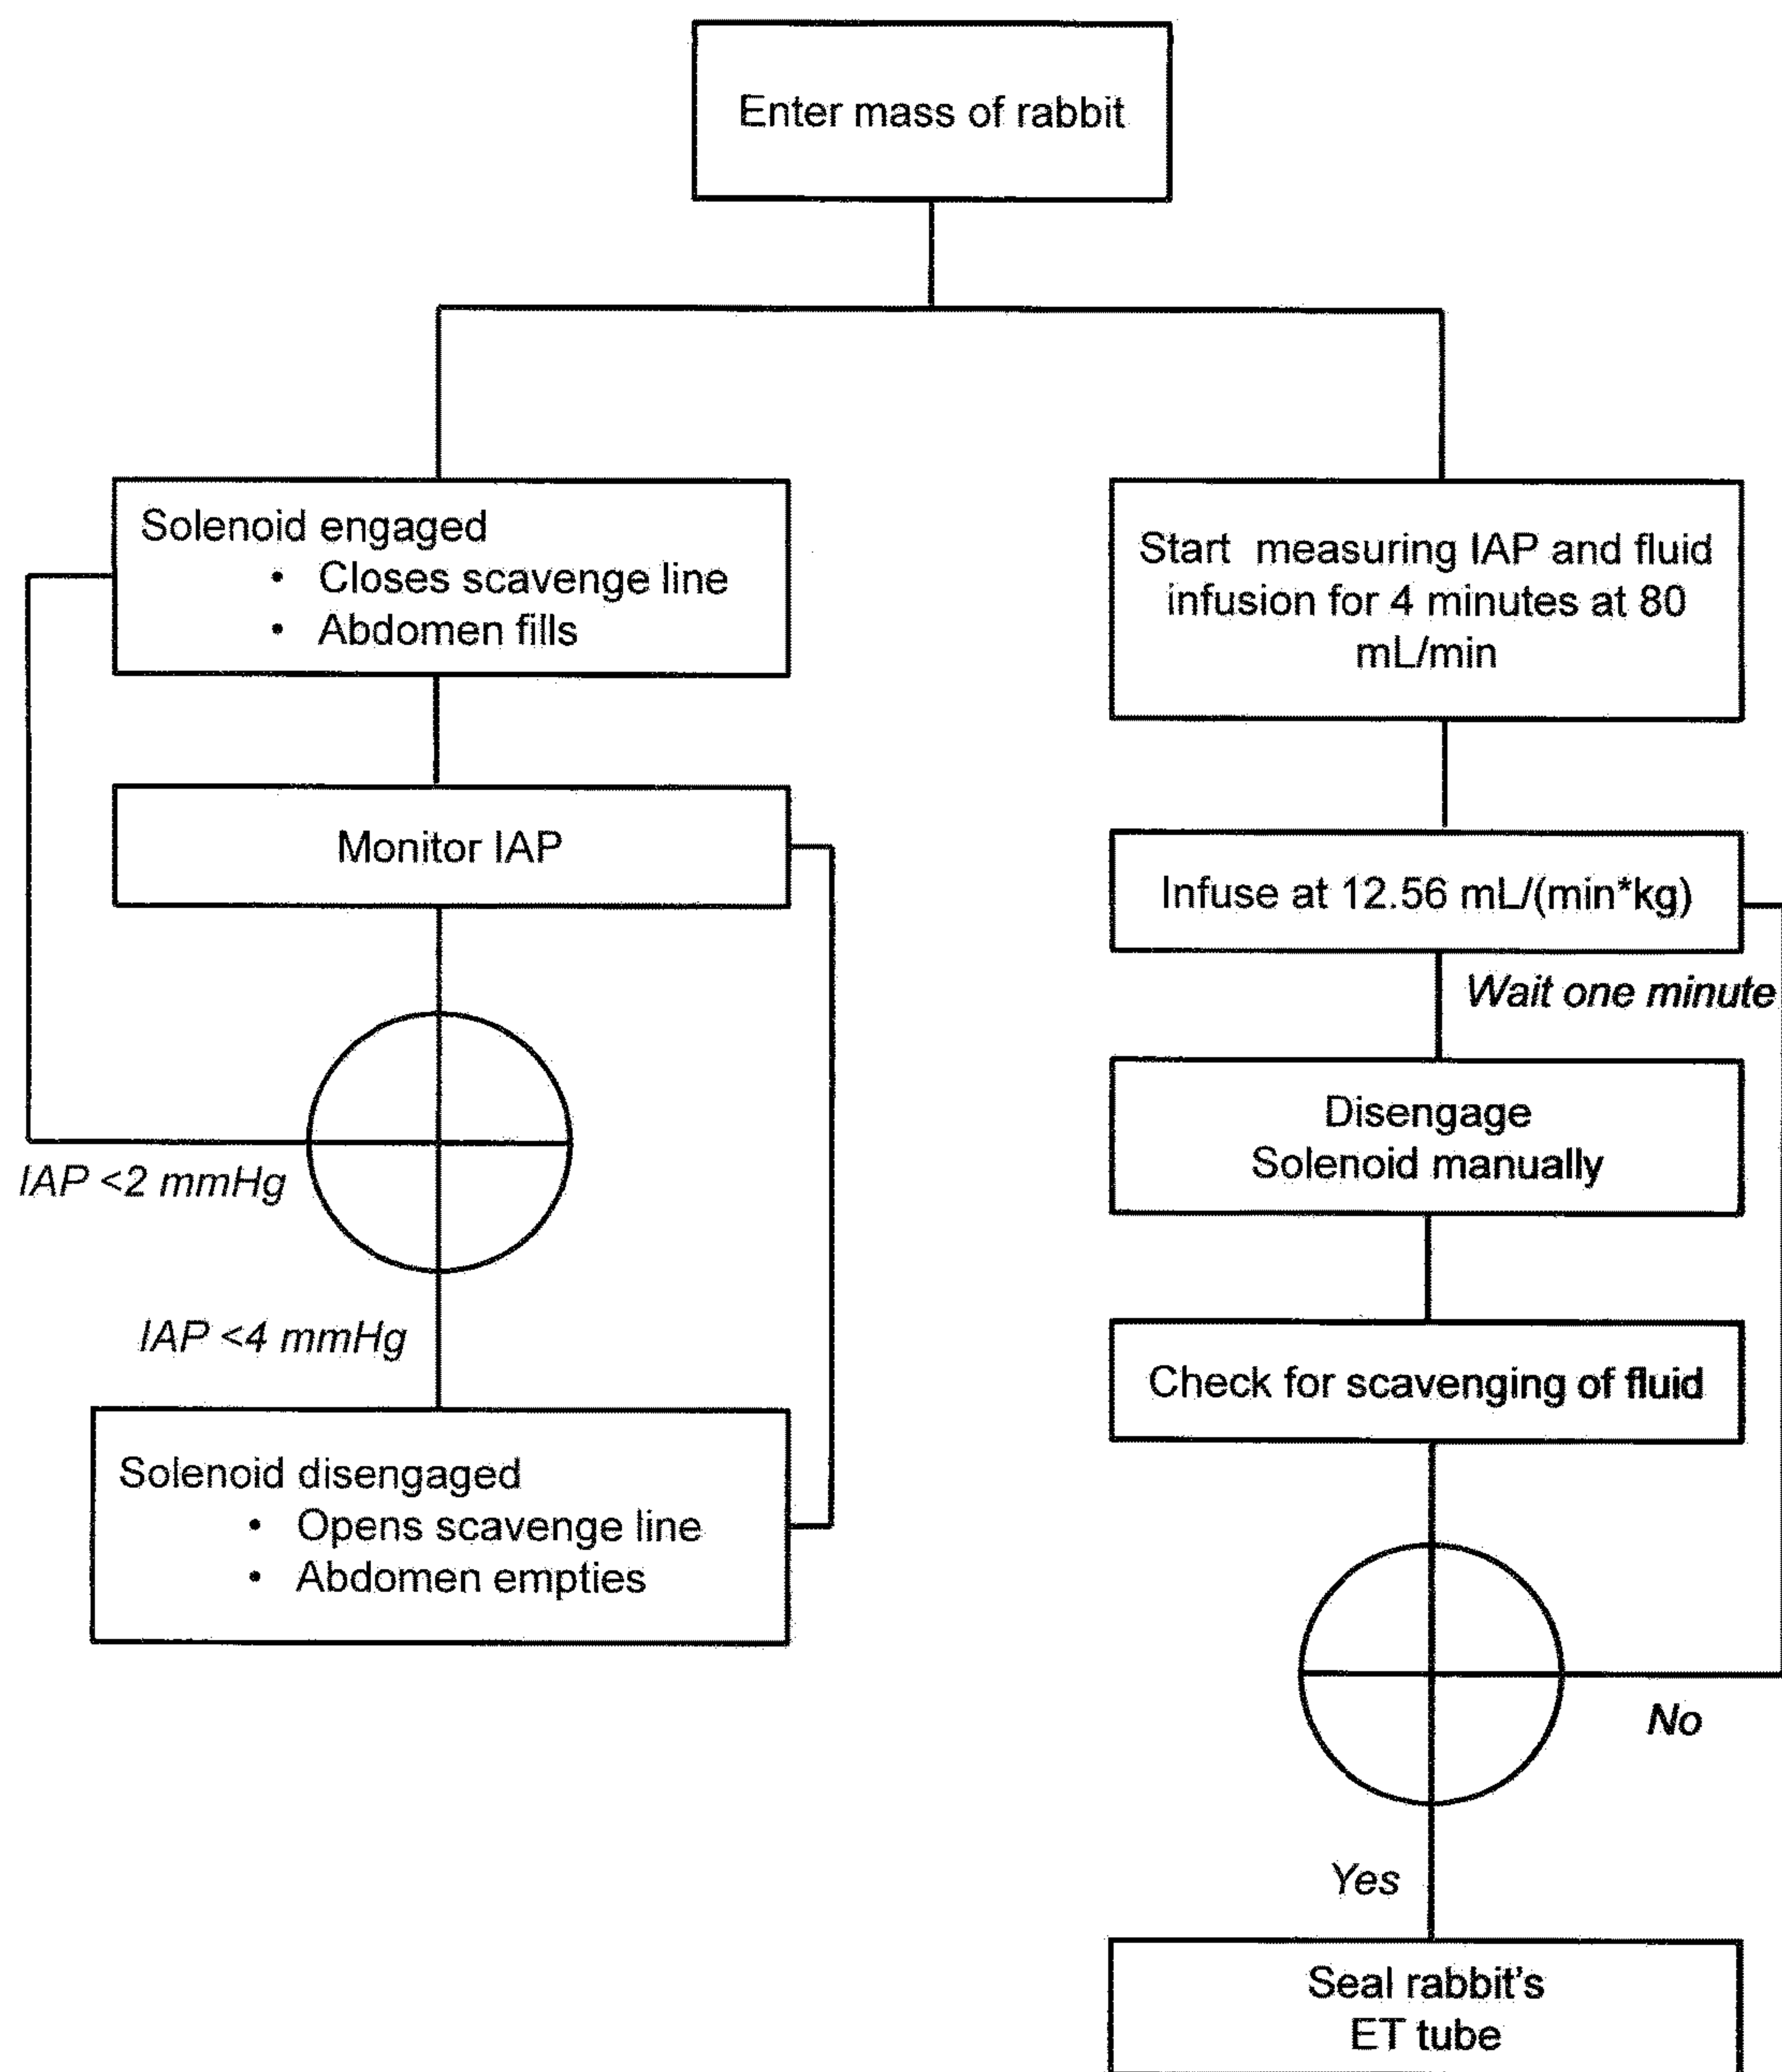 Enter mass of rabbit
Solenoid engaged
• Closes scavenge line
• Abdomen fills
Monitor IAP
IAP <2 mmHg
IAP <4 mmHg
Solenoid disengaged
• Opens scavenge line
• Abdomen empties
Start measuring IAP and fluid
infusion for 4 minutes at 80
mL/min
Infuse at 12.56 mL/(min*kg)
Wait one minute
Disengage
Solenoid manually
Check for scavenging of fluid
No
Yes
Seal rabbit's
ET tube